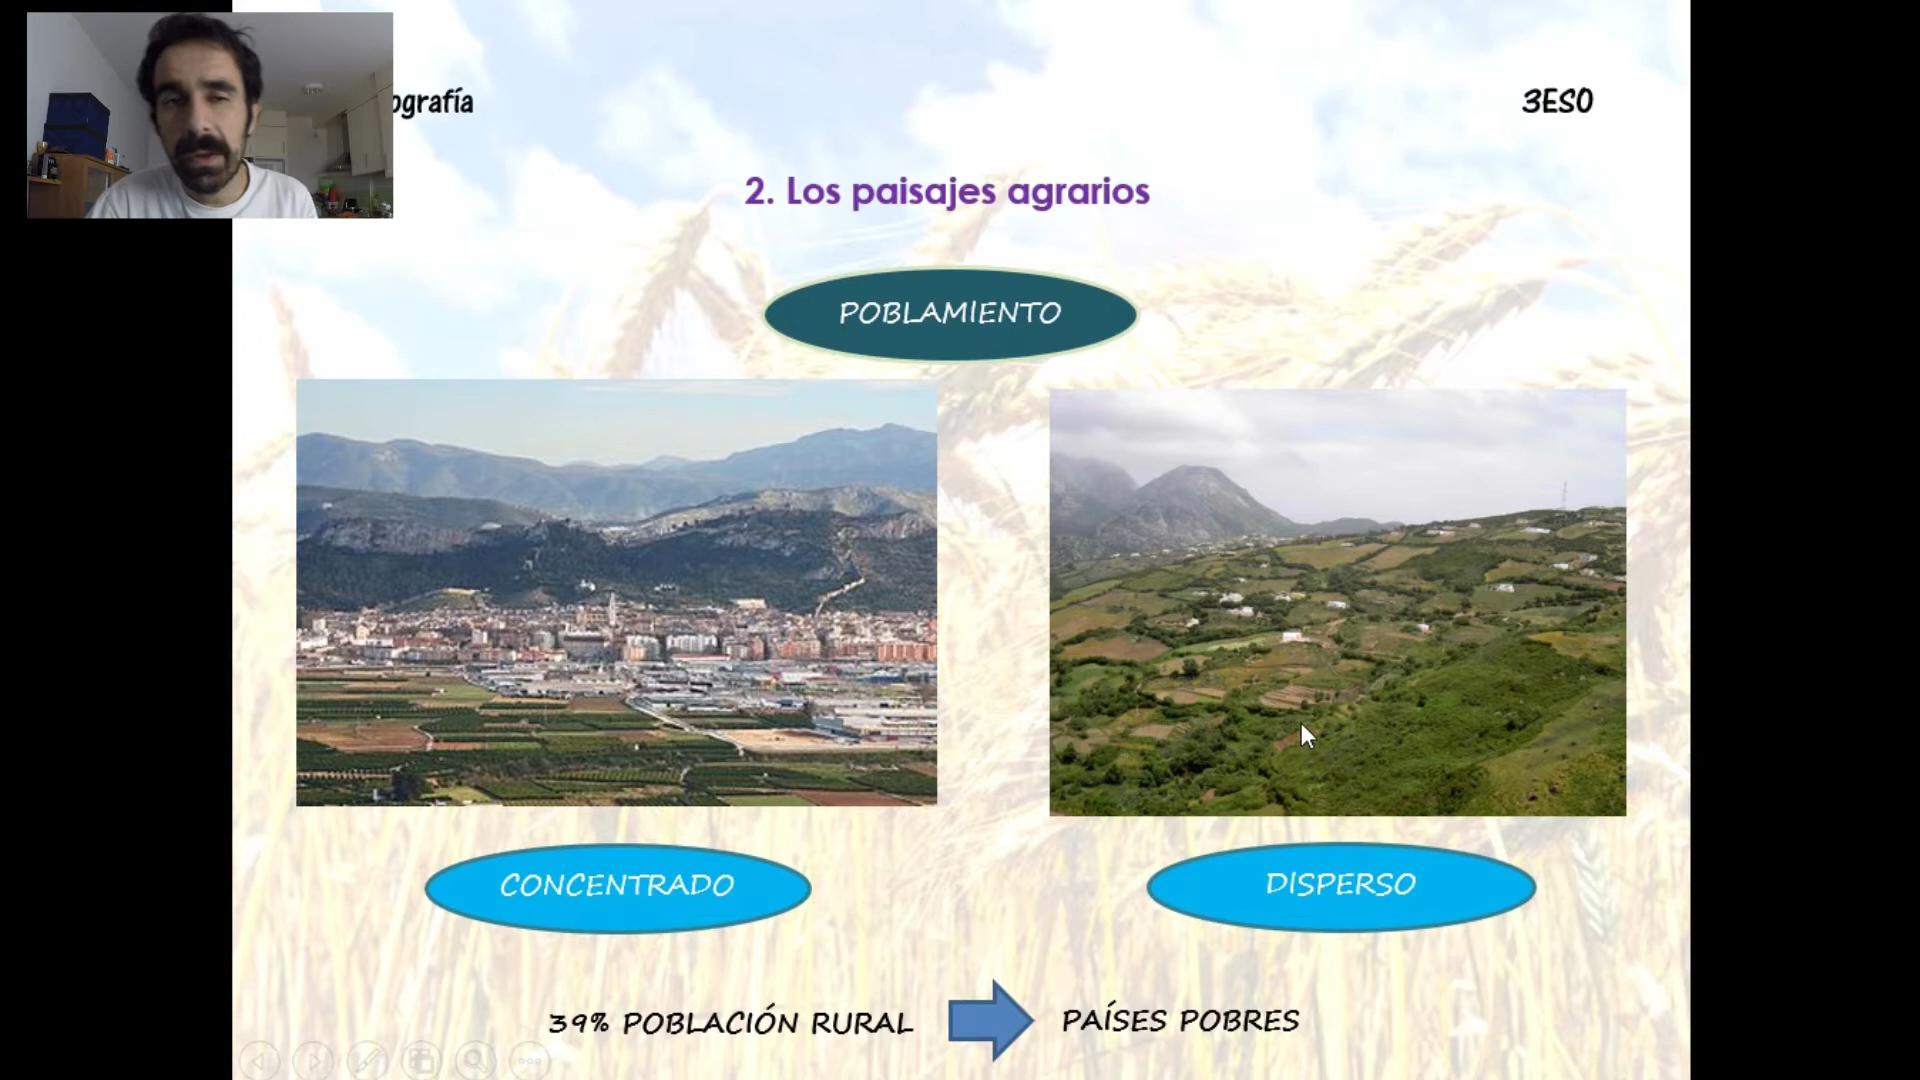 ografía
3ESO
2. Los paisajes agrarios
POBLAMIENTO
CONCENTRADO
DISPERSO
39% POBLACIÓN RURAL
PAÍSES POBRES